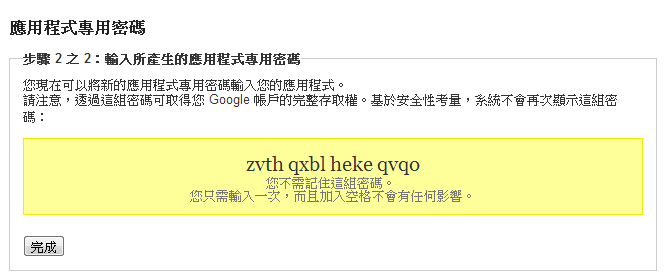 應用程式專用密碼
步驟 2 之 2：輸入所產生的應用程式專用密碼
您現在可以將新的應用程式專用密碼輸入您的應用程式。
請注意，透過這組密碼可取得您 Google 帳戶的完整存取權。基於安全性考量，系統不會再次顯示這組密
碼：
zvth qxbl heke qvqo
您不需記住這組密碼。
您只需輸入一次，而且加入空格不會有任何影響。
完成